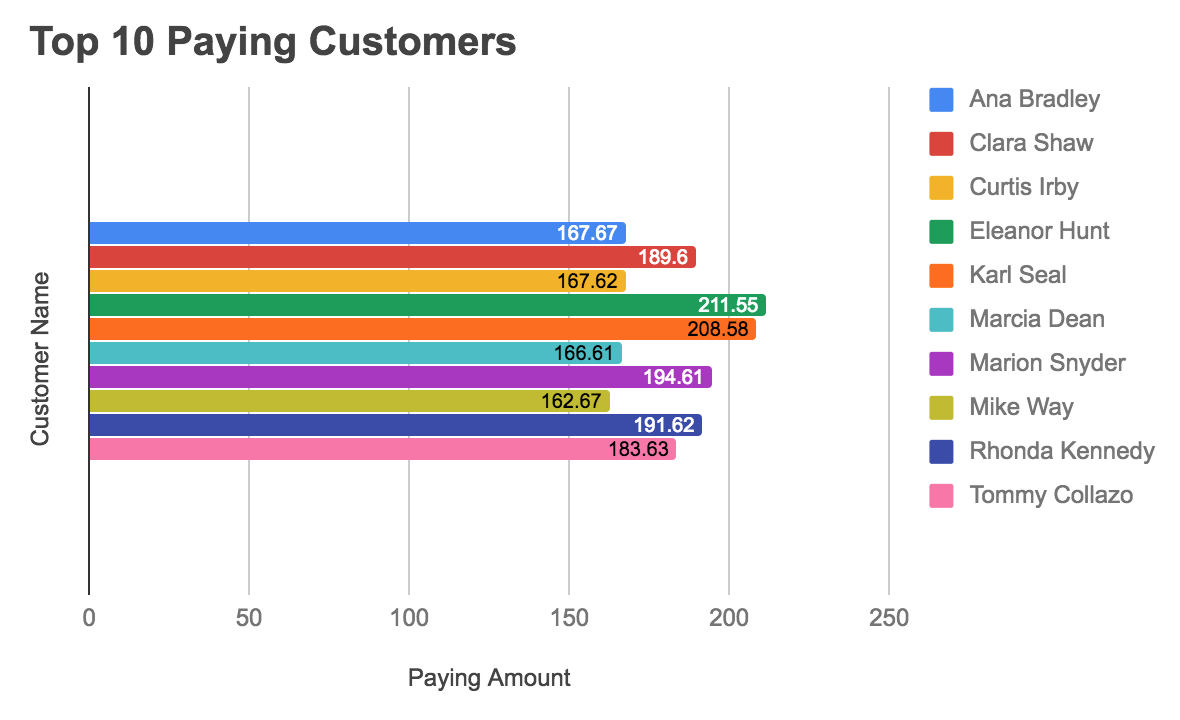 Top 10 Paying Customers
Ana Bradley
Clara Shaw
Curtis Irby
Eleanor Hunt
Karl Seal
Marcia Dean
Marion Snyder
Mike Way
Rhonda Kennedy
Tommy Collazo
Customer Name
167.67
189.6
167.62
211.55
208.58
166.61
194.61
162.67
191.62
183.63
0 50 100 150 200 250
Paying Amount